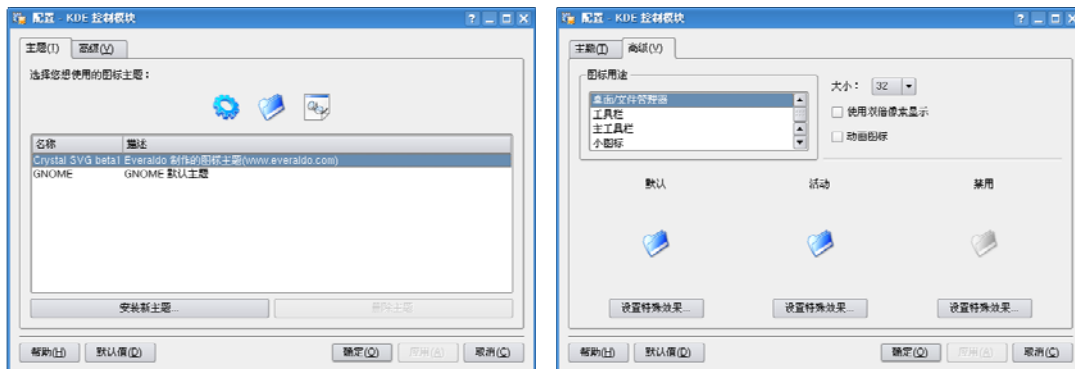 配置 - KDE 控制模块
主题(T) 高级(V)
选择您想使用的图标主题：
名称 描述
Crystal SVG beta1 Everaldo 制作的图标主题(www.everaldo.com)
GNOME GNOME 默认主题
安装新主题... 删除主题
帮助(H) 默认值(D) 确定(O) 应用(A) 取消(C)
配置 - KDE 控制模块
主题(T) 高级(V)
图标用途
桌面/文件管理器
工具栏
主工具栏
小图标
大小： 32
使用双倍像素显示
动画图标
默认 活动 禁用
设置特殊效果... 设置特殊效果... 设置特殊效果...
帮助(H) 默认值(D) 确定(O) 应用(A) 取消(C)